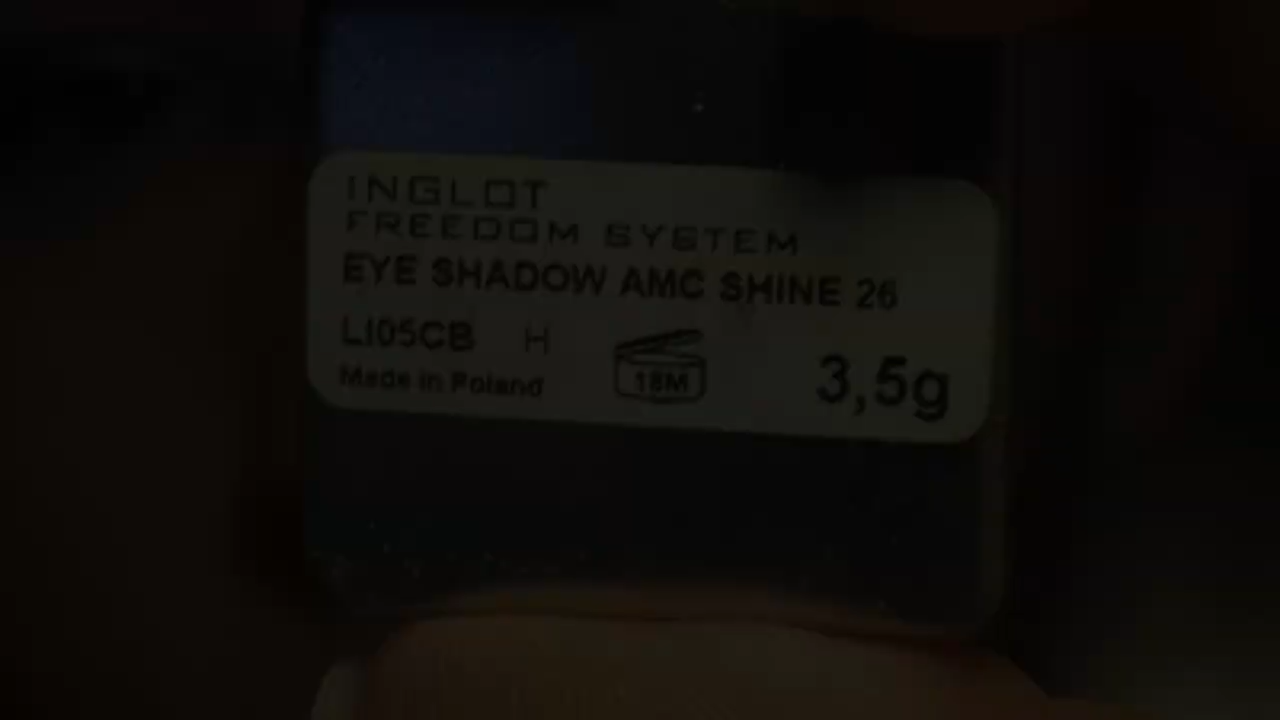 INGLOT
FREEDOM SYSTEM
EYE SHADOW AMC SHINE 26
LI05CB H
Made in Poland
18M
3,5g